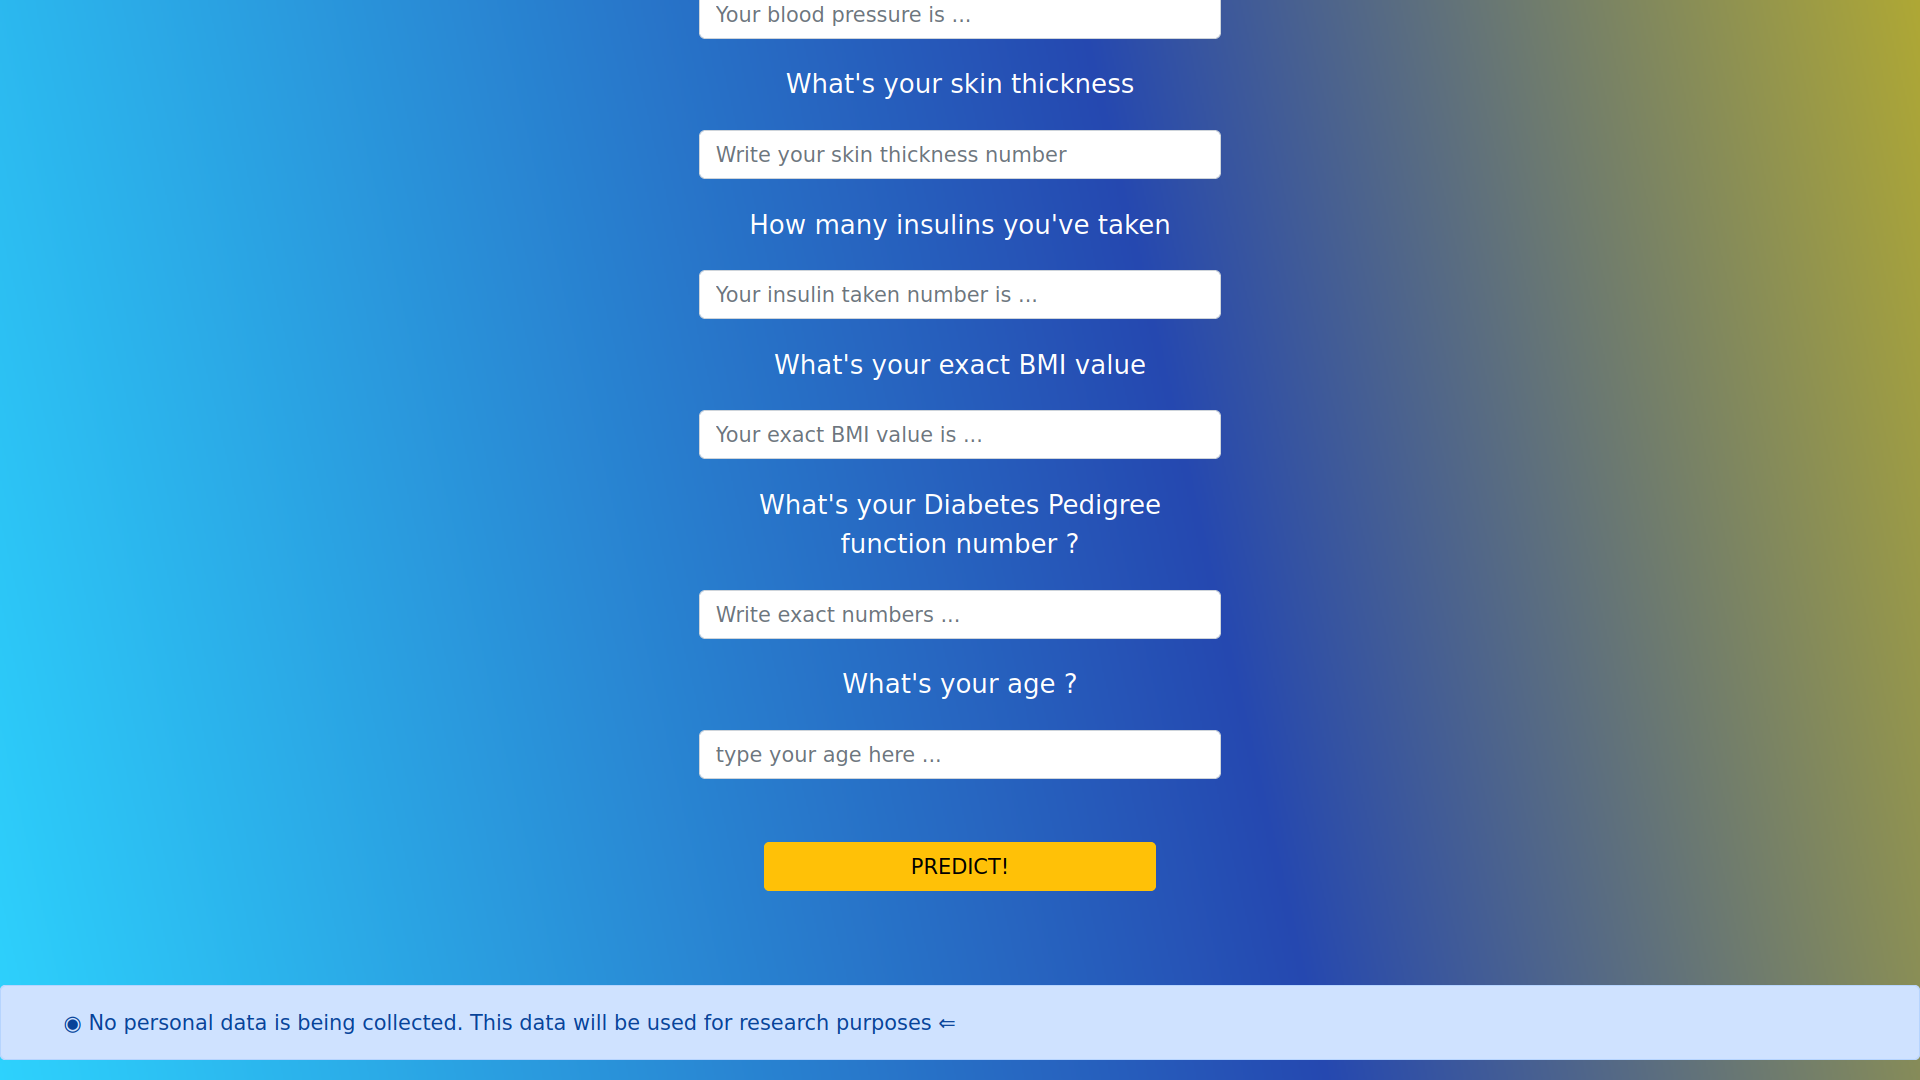 Your blood pressure is ...
What's your skin thickness
Write your skin thickness number
How many insulins you've taken
Your insulin taken number is ...
What's your exact BMI value
Your exact BMI value is ...
What's your Diabetes Pedigree
function number ?
Write exact numbers ...
What's your age ?
type your age here ...
PREDICT!
◉ No personal data is being collected. This data will be used for research purposes ⇐